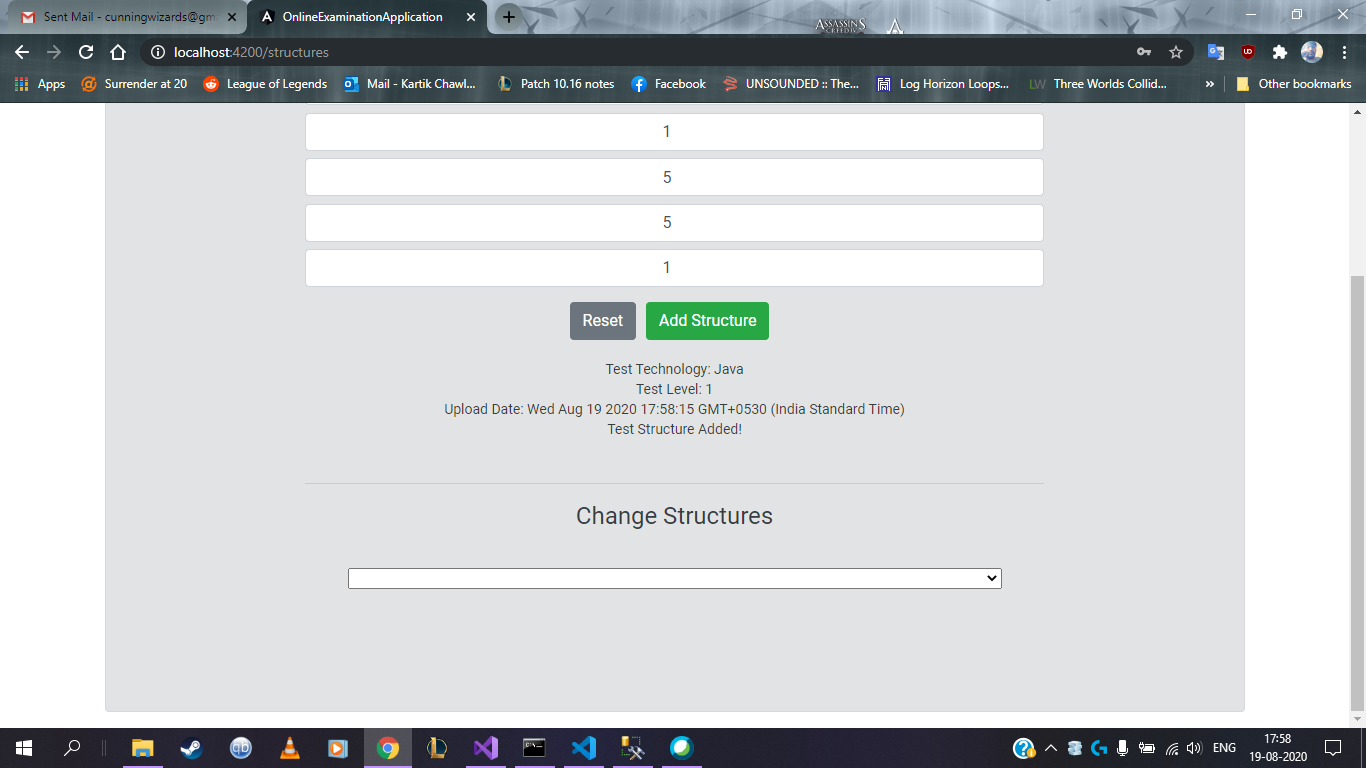 Sent Mail - cunningwizards@gm
OnlineExaminationApplication
ASSASSIN'S
localhost:4200/structures
Apps
Surrender at 20
League of Legends
Mail - Kartik Chawl...
Patch 10.16 notes
Facebook
UNSOUNDED :: The...
Log Horizon Loops...
LW
Three Worlds Collid...
»
Other bookmarks
1
5
5
1
Reset
Add Structure
Test Technology: Java
Test Level: 1
Upload Date: Wed Aug 19 2020 17:58:15 GMT+0530 (India Standard Time)
Test Structure Added!
Change Structures
qb
ENG
17:58
19-08-2020